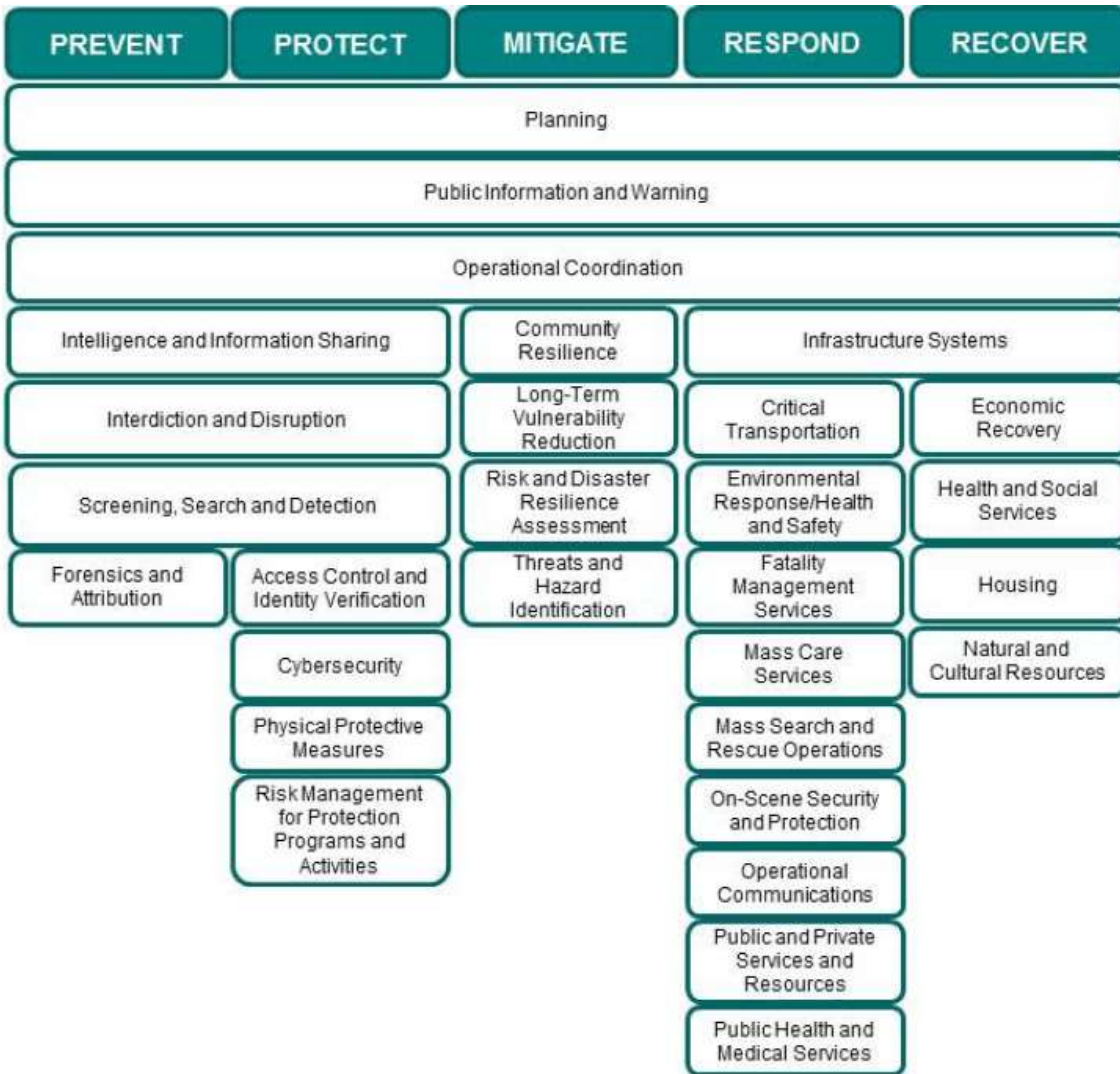 PREVENT PROTECT MITIGATE RESPOND RECOVER
Planning
Public Information and Warning
Operational Coordination
Intelligence and Information Sharing
Community
Resilience
Infrastructure Systems
Interdiction and Disruption
Long-Term
Vulnerability
Reduction
Critical
Transportation
Economic
Recovery
Screening, Search and Detection
Risk and Disaster
Resilience
Assessment
Environmental
Response/Health
and Safety
Health and Social
Services
Forensics and
Attribution
Access Control and
Identity Verification
Threats and
Hazard
Identification
Fatality
Management
Services
Housing
Cybersecurity
Mass Care
Services
Natural and
Cultural Resources
Physical Protective
Measures
Mass Search and
Rescue Operations
Risk Management
for Protection
Programs and
Activities
On-Scene Security
and Protection
Operational
Communications
Public and Private
Services and
Resources
Public Health and
Medical Services